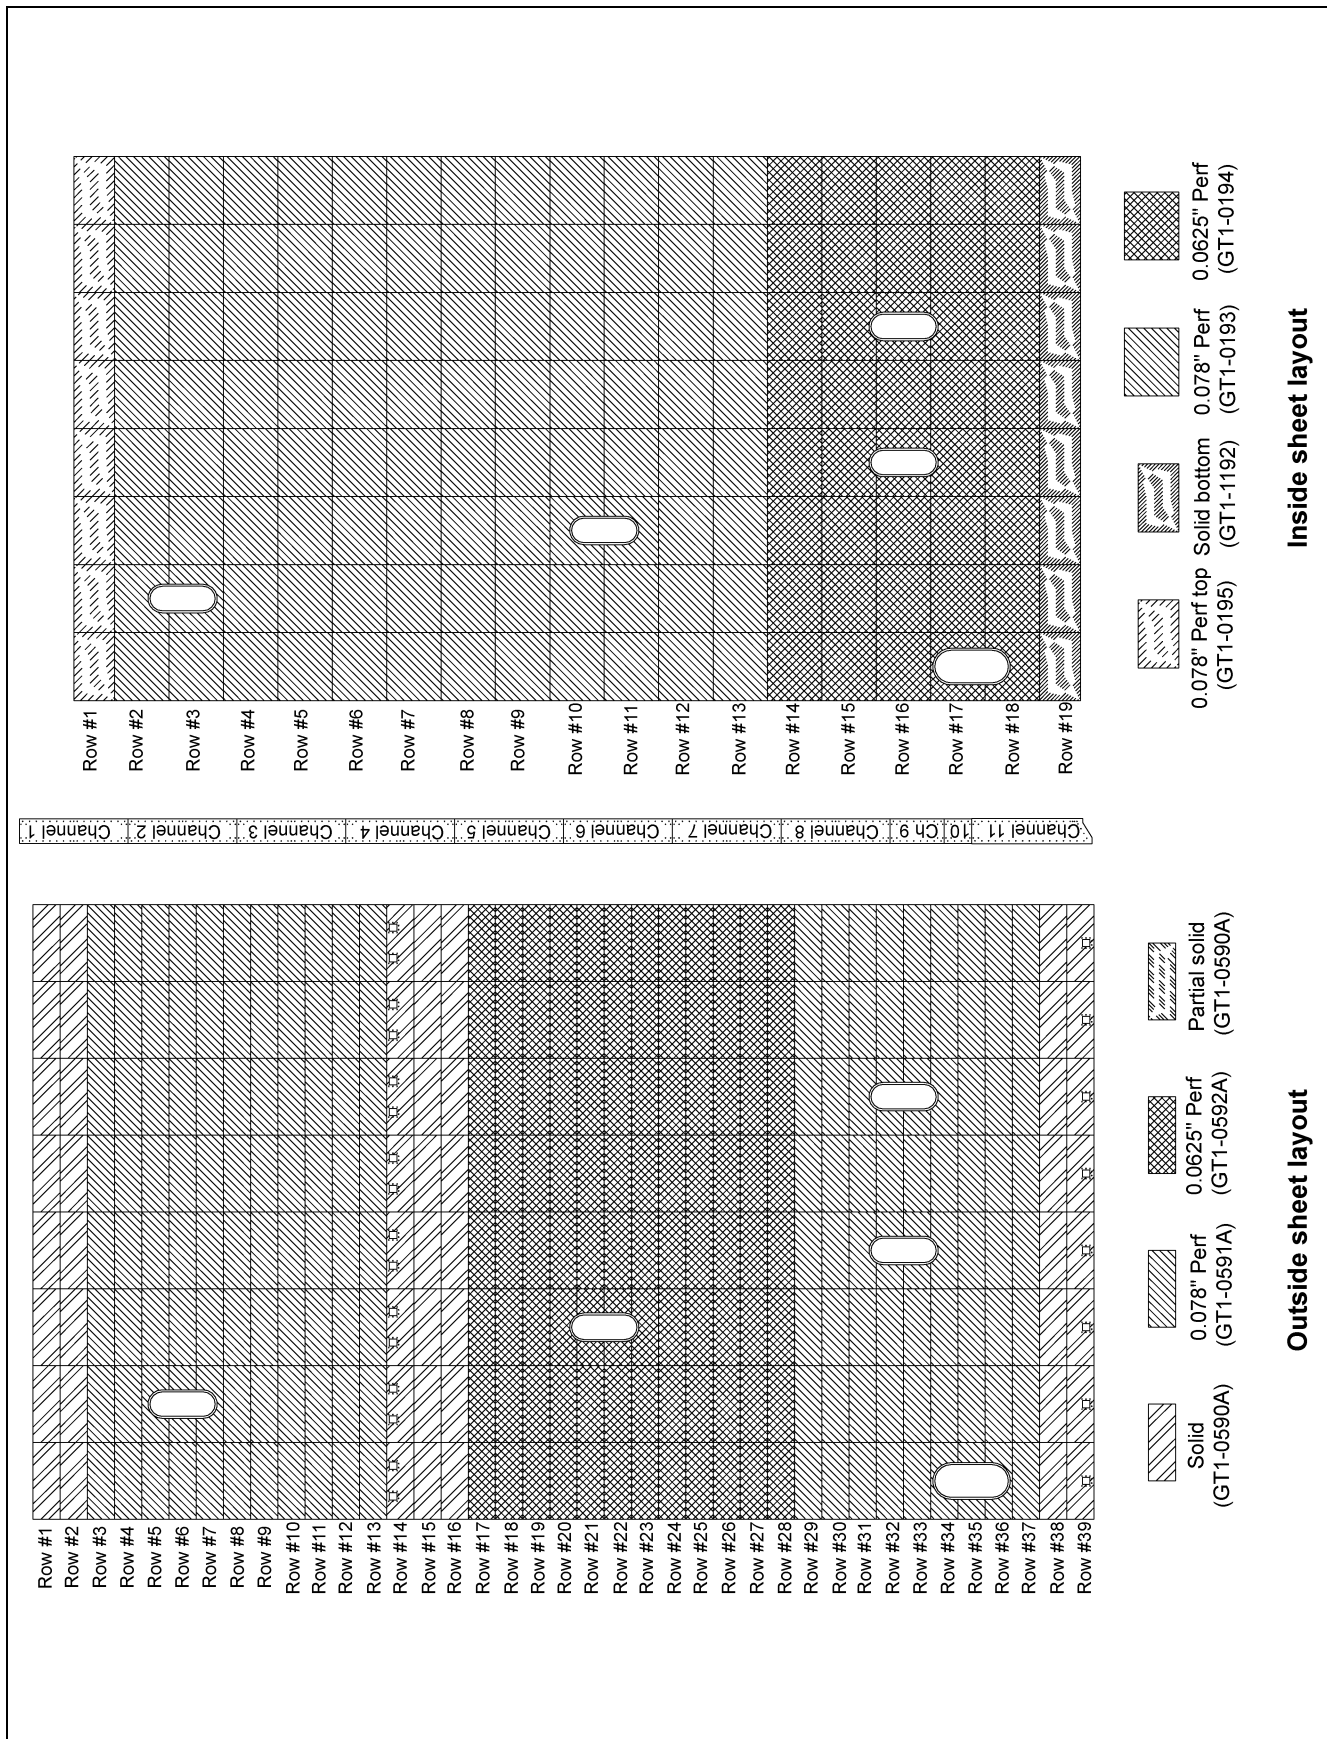 Row #1
Row #2
Row #3
Row #4
Row #5
Row #6
Row #7
Row #8
Row #9
Row #10
Row #11
Row #12
Row #13
Row #14
Row #15
Row #16
Row #17
Row #18
Row #19
Row #20
Row #21
Row #22
Row #23
Row #24
Row #25
Row #26
Row #27
Row #28
Row #29
Row #30
Row #31
Row #32
Row #33
Row #34
Row #35
Row #36
Row #37
Row #38
Row #39
Solid
(GT1-0590A)
0.078" Perf
(GT1-0591A)
0.0625" Perf
(GT1-0592A)
Partial solid
(GT1-0590A)
Outside sheet layout
Channel 1
Channel 2
Channel 3
Channel 4
Channel 5
Channel 6
Channel 7
Channel 8
Ch 9
10
Channel 11
Row #1
Row #2
Row #3
Row #4
Row #5
Row #6
Row #7
Row #8
Row #9
Row #10
Row #11
Row #12
Row #13
Row #14
Row #15
Row #16
Row #17
Row #18
Row #19
0.078" Perf top
(GT1-0195)
Solid bottom
(GT1-1192)
0.078" Perf
(GT1-0193)
0.0625" Perf
(GT1-0194)
Inside sheet layout